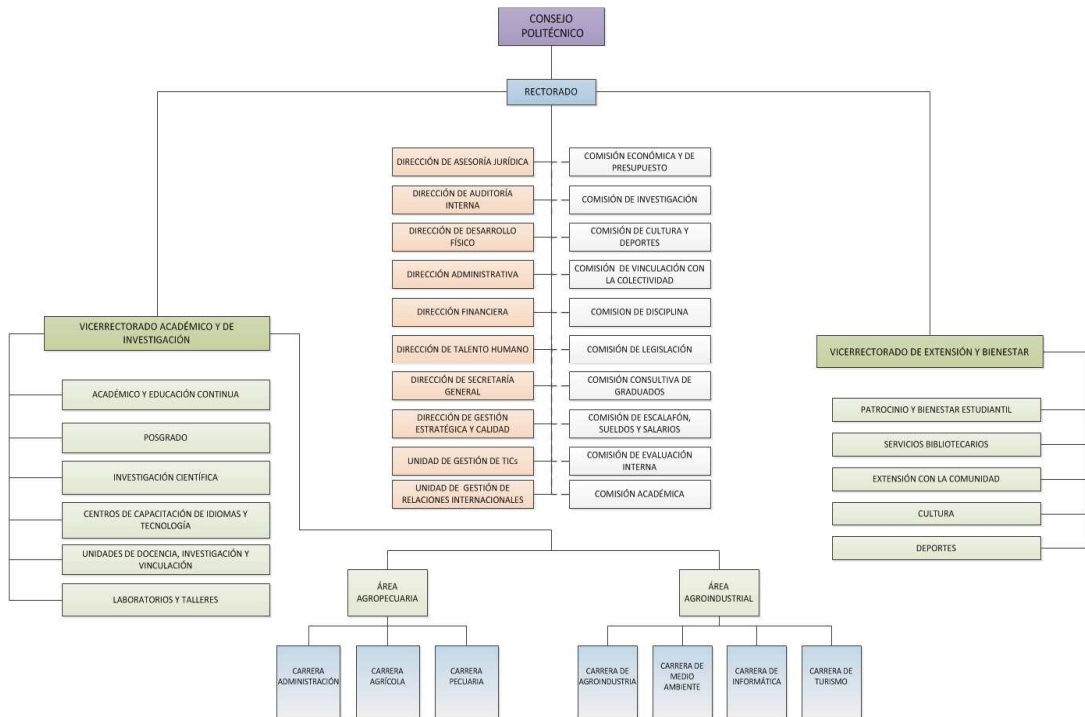 CONSEJO
POLITÉCNICO
RECTORADO
DIRECCIÓN DE ASESORÍA JURÍDICA
COMISIÓN ECONÓMICA Y DE
PRESUPUESTO
DIRECCIÓN DE AUDITORÍA
INTERNA
COMISIÓN DE INVESTIGACIÓN
DIRECCIÓN DE DESARROLLO
FÍSICO
COMISIÓN DE CULTURA Y
DEPORTES
DIRECCIÓN ADMINISTRATIVA
COMISIÓN DE VINCULACIÓN CON
LA COLECTIVIDAD
DIRECCIÓN FINANCIERA
COMISION DE DISCIPLINA
DIRECCIÓN DE TALENTO HUMANO
COMISIÓN DE LEGISLACIÓN
DIRECCIÓN DE SECRETARÍA
GENERAL
COMISIÓN CONSULTIVA DE
GRADUADOS
DIRECCIÓN DE GESTIÓN
ESTRATÉGICA Y CALIDAD
COMISIÓN DE ESCALAFÓN,
SUELDOS Y SALARIOS
UNIDAD DE GESTIÓN DE TICs
COMISIÓN DE EVALUACIÓN
INTERNA
UNIDAD DE GESTIÓN DE
RELACIONES INTERNACIONALES
COMISIÓN ACADÉMICA
VICERRECTORADO ACADÉMICO Y DE
INVESTIGACIÓN
ACADÉMICO Y EDUCACIÓN CONTINUA
POSGRADO
INVESTIGACIÓN CIENTÍFICA
CENTROS DE CAPACITACIÓN DE IDIOMAS Y
TECNOLOGÍA
UNIDADES DE DOCENCIA, INVESTIGACIÓN Y
VINCULACIÓN
LABORATORIOS Y TALLERES
VICERRECTORADO DE EXTENSIÓN Y BIENESTAR
PATROCINIO Y BIENESTAR ESTUDIANTIL
SERVICIOS BIBLIOTECARIOS
EXTENSIÓN CON LA COMUNIDAD
CULTURA
DEPORTES
ÁREA
AGROPECUARIA
ÁREA
AGROINDUSTRIAL
CARRERA
ADMINISTRACIÓN
CARRERA
AGRÍCOLA
CARRERA
PECUARIA
CARRERA DE
AGROINDUSTRIA
CARRERA DE
MEDIO
AMBIENTE
CARRERA DE
INFORMÁTICA
CARRERA DE
TURISMO